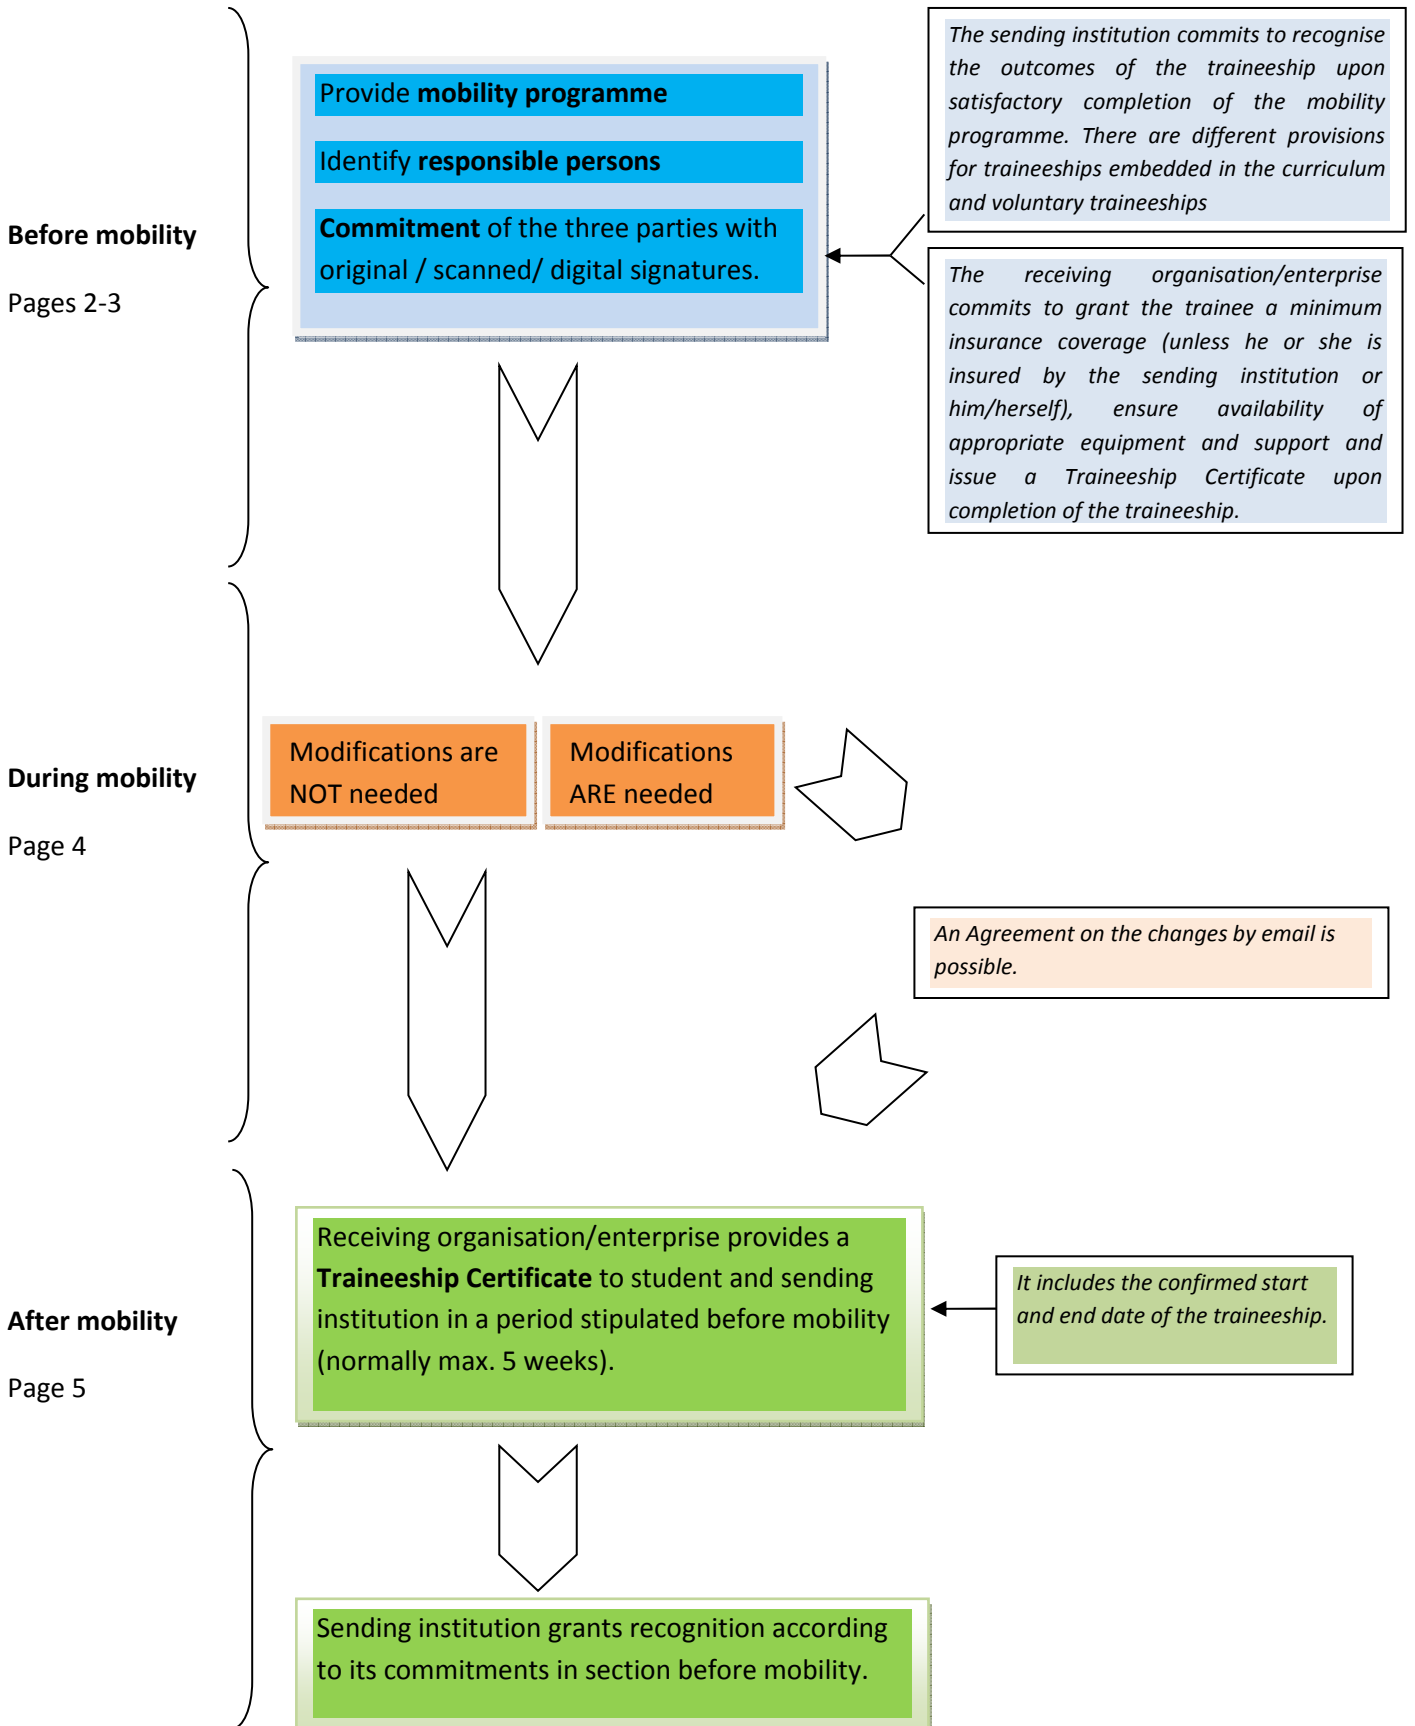 Before mobility
Pages 2-3
Provide mobility programme
Identify responsible persons
Commitment of the three parties with
original / scanned/ digital signatures.
The sending institution commits to recognise
the outcomes of the traineeship upon
satisfactory completion of the mobility
programme. There are different provisions
for traineeships embedded in the curriculum
and voluntary traineeships
The receiving organisation/enterprise
commits to grant the trainee a minimum
insurance coverage (unless he or she is
insured by the sending institution or
him/herself), ensure availability of
appropriate equipment and support and
issue a Traineeship Certificate upon
completion of the traineeship.
During mobility
Page 4
Modifications are
NOT needed
Modifications
ARE needed
An Agreement on the changes by email is
possible.
After mobility
Page 5
Receiving organisation/enterprise provides a
Traineeship Certificate to student and sending
institution in a period stipulated before mobility
(normally max. 5 weeks).
It includes the confirmed start
and end date of the traineeship.
Sending institution grants recognition according
to its commitments in section before mobility.